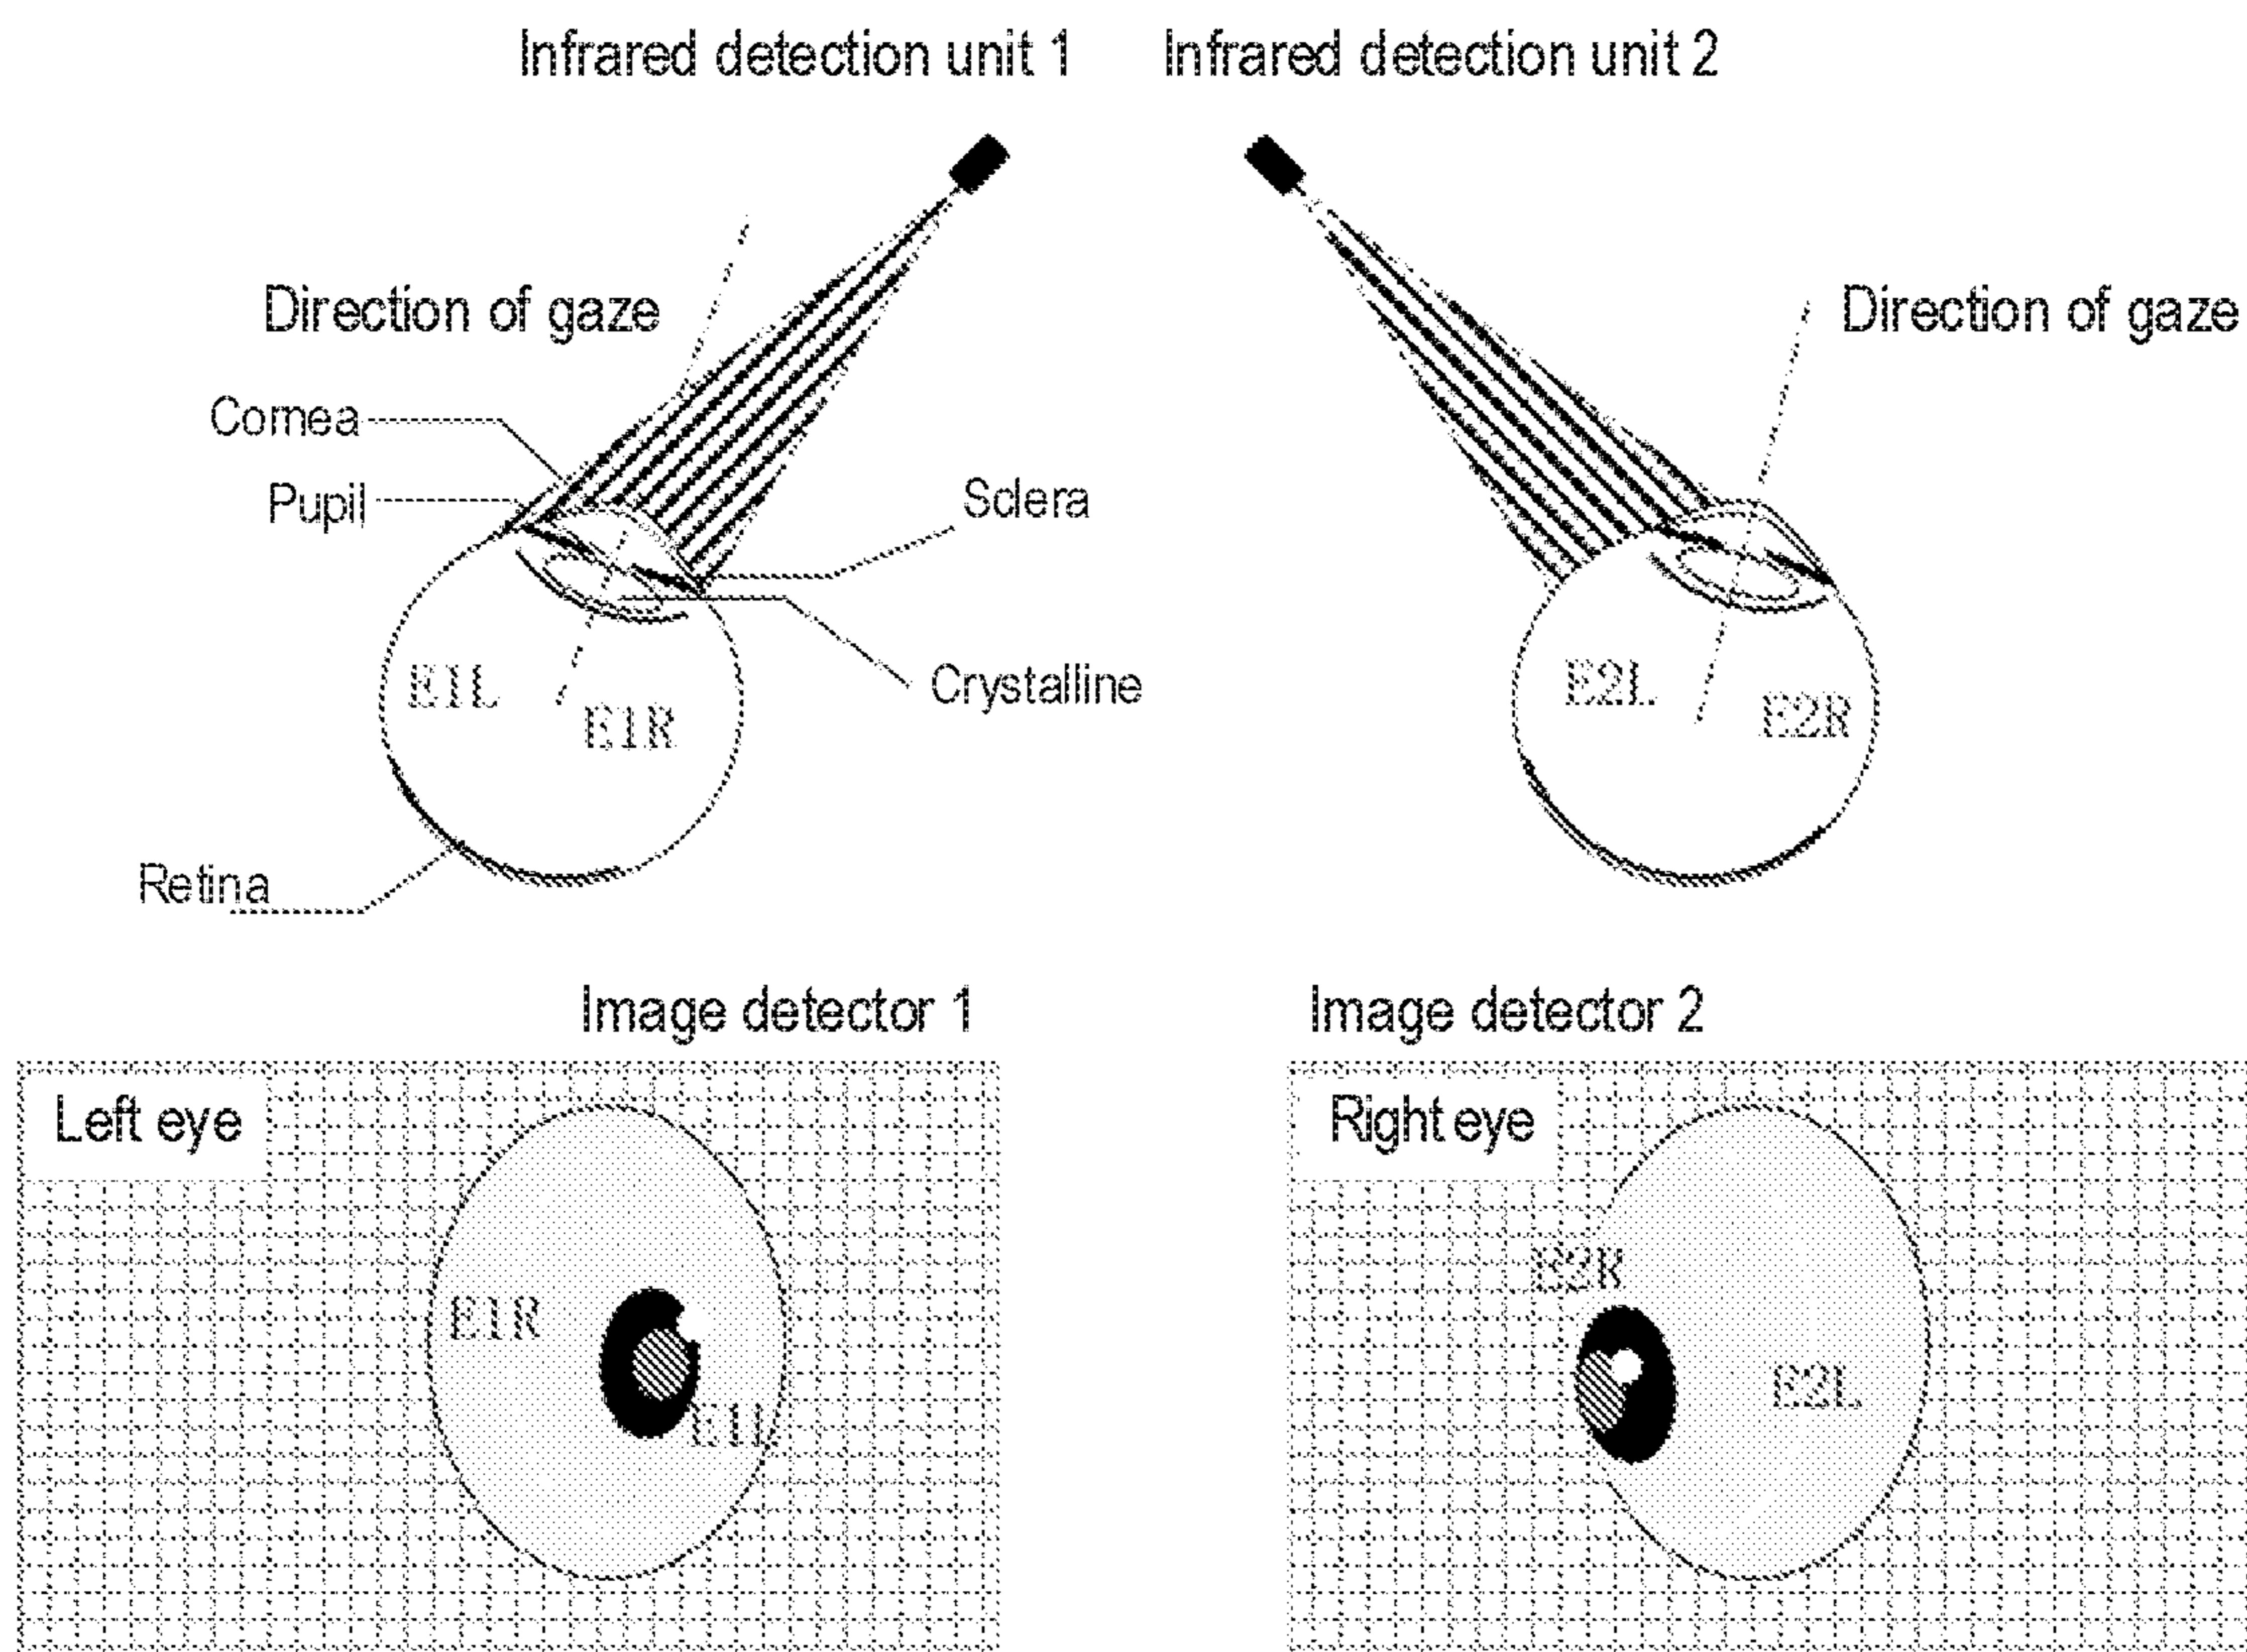 Infrared detection unit 1
Infrared detection unit 2
Direction of gaze
Direction of gaze
Cornea
Pupil
Sclera
E1L
E1R
Crystalline
E2L
E2R
Retina
Image detector 1
Image detector 2
Left eye
Right eye
E2R
E1R
E2L
E1L